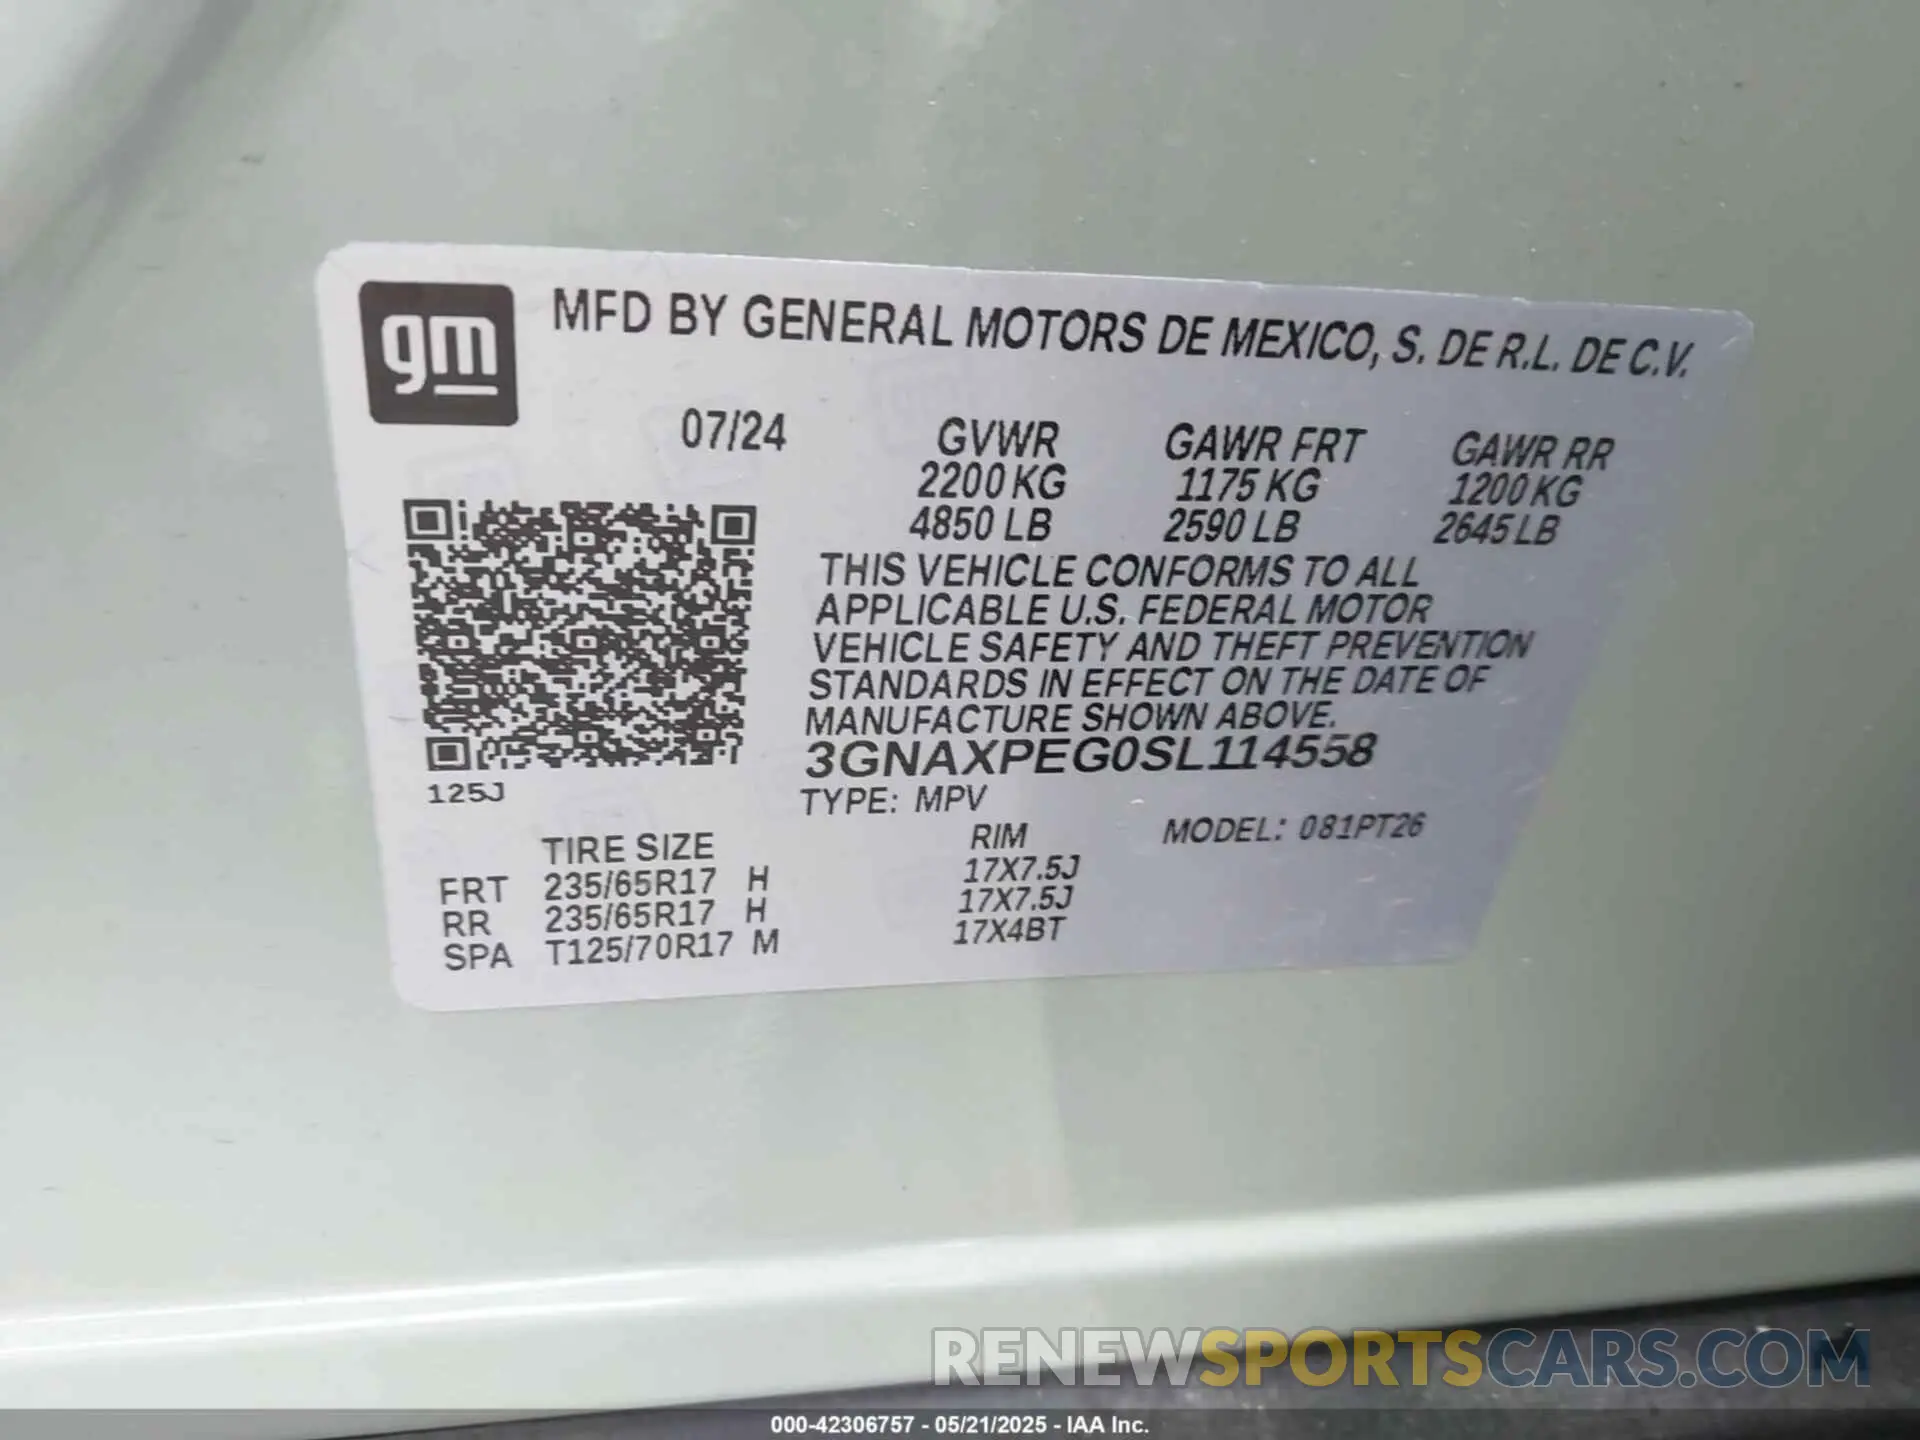 gm
MFD BY GENERAL MOTORS DE MEXICO, S. DE R.L. DE C.V.
07/24
GVWR GAWR FRT GAWR RR
2200 KG 1175 KG 1200 KG
4850 LB 2590 LB 2645 LB
THIS VEHICLE CONFORMS TO ALL
APPLICABLE U.S. FEDERAL MOTOR
VEHICLE SAFETY AND THEFT PREVENTION
STANDARDS IN EFFECT ON THE DATE OF
MANUFACTURE SHOWN ABOVE.
3GNAXPEG0SL114558
125J
TYPE: MPV MODEL: 081PT26
TIRE SIZE RIM
FRT 235/65R17 H 17X7.5J
RR 235/65R17 H 17X7.5J
SPA T125/70R17 M 17X4BT
RENEWSPORTSCARS.COM
000-42306757 - 05/21/2025 - IAA Inc.